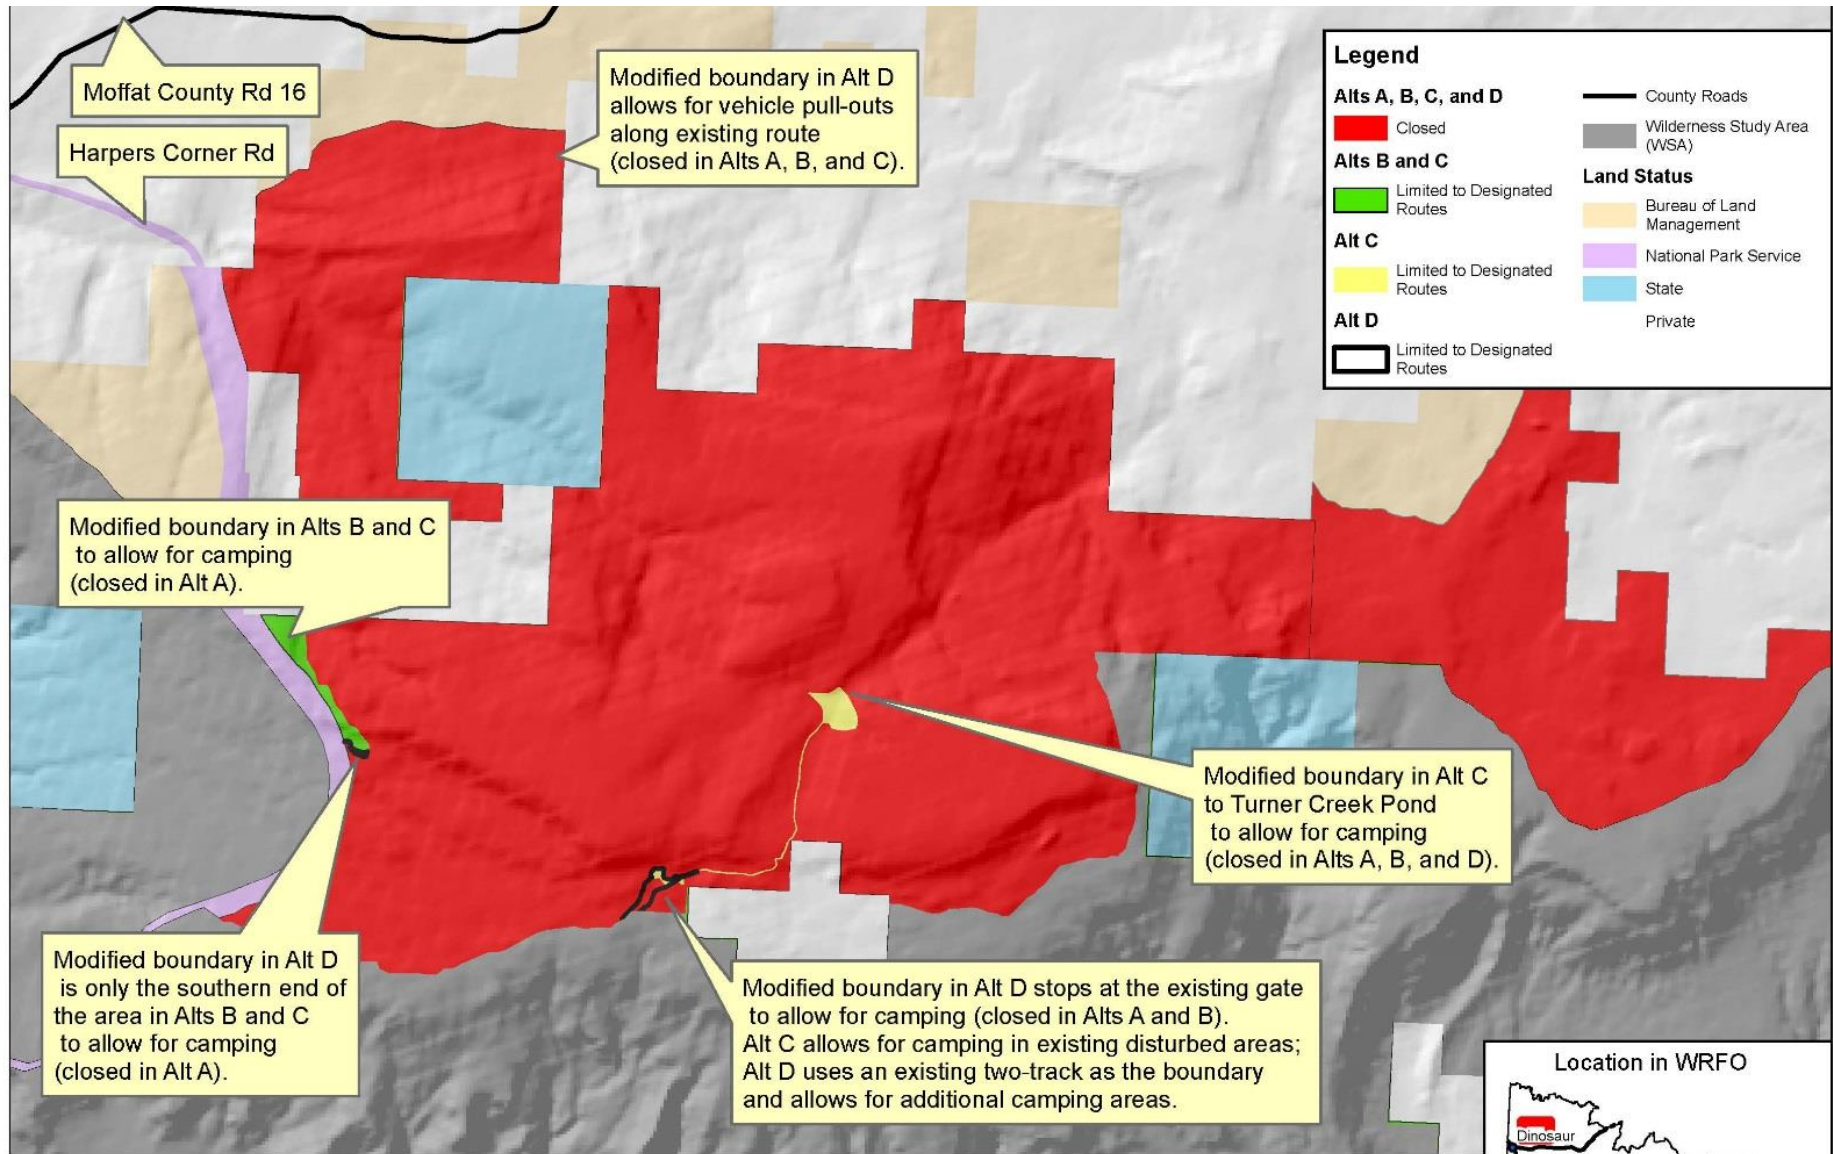 Moffat County Rd 16
Harpers Corner Rd
Modified boundary in Alt D
allows for vehicle pull-outs
along existing route
(closed in Alts A, B, and C).
Legend
Alts A, B, C, and D
Closed
Alts B and C
Limited to Designated
Routes
Alt C
Limited to Designated
Routes
Alt D
Limited to Designated
Routes
County Roads
Wilderness Study Area
(WSA)
Land Status
Bureau of Land
Management
National Park Service
State
Private
Modified boundary in Alts B and C
to allow for camping
(closed in Alt A).
Modified boundary in Alt C
to Turner Creek Pond
to allow for camping
(closed in Alts A, B, and D).
Modified boundary in Alt D
is only the southern end of
the area in Alts B and C
to allow for camping
(closed in Alt A).
Modified boundary in Alt D stops at the existing gate
to allow for camping (closed in Alts A and B).
Alt C allows for camping in existing disturbed areas;
Alt D uses an existing two-track as the boundary
and allows for additional camping areas.
Location in WRFO
Dinosaur